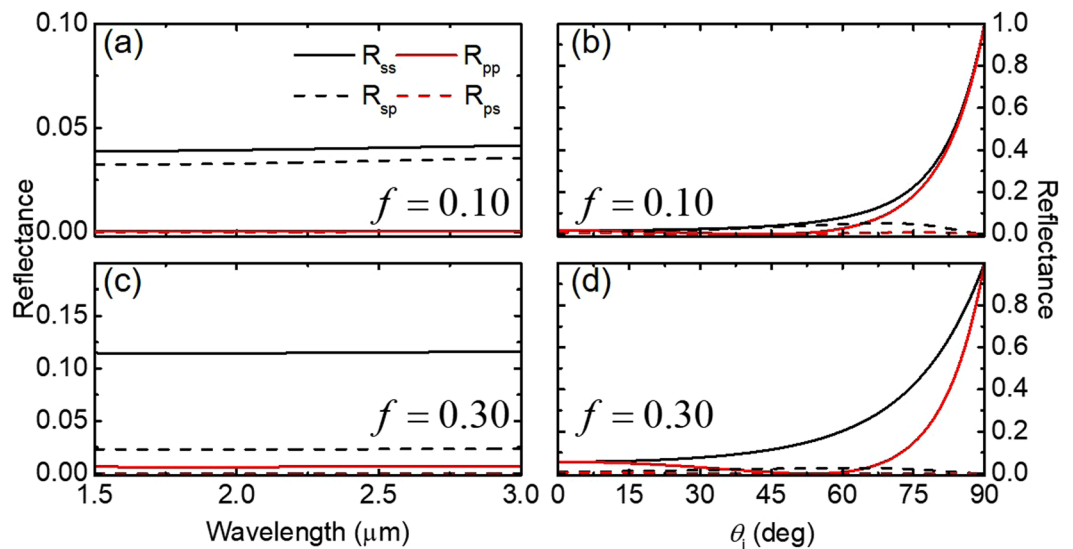 (a)
R_ss R_pp
R_sp R_ps
f = 0.10
0.10
0.05
0.00
(b)
f = 0.10
1.0
0.8
0.6
0.4
0.2
0.0
(c)
f = 0.30
0.15
0.10
0.05
0.00
1.5 2.0 2.5 3.0
Wavelength (μm)
Reflectance
(d)
f = 0.30
0.8
0.6
0.4
0.2
0.0
0 15 30 45 60 75 90
θ_i (deg)
Reflectance